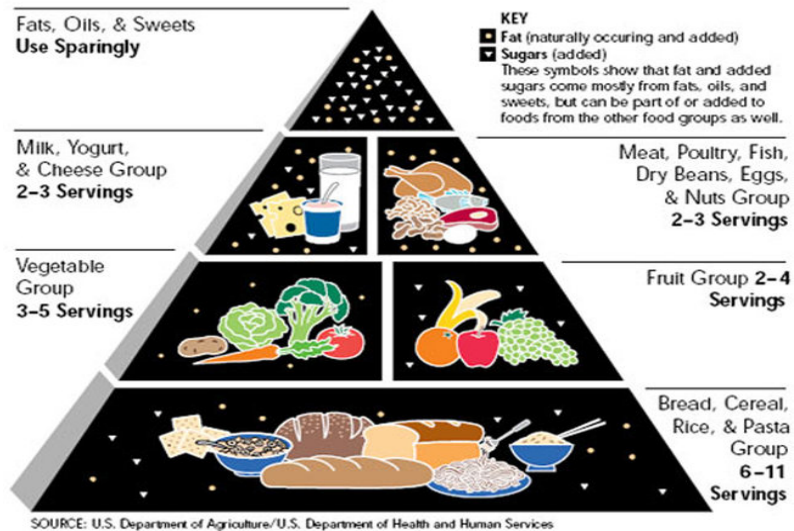 Fats, Oils, & Sweets
Use Sparingly
KEY
Fat (naturally occuring and added)
Sugars (added)
These symbols show that fat and added
sugars come mostly from fats, oils, and
sweets, but can be part of or added to
foods from the other food groups as well.
Milk, Yogurt,
& Cheese Group
2–3 Servings
Meat, Poultry, Fish,
Dry Beans, Eggs,
& Nuts Group
2–3 Servings
Vegetable
Group
3–5 Servings
Fruit Group 2–4
Servings
Bread, Cereal,
Rice, & Pasta
Group
6–11
Servings
SOURCE: U.S. Department of Agriculture/U.S. Department of Health and Human Services